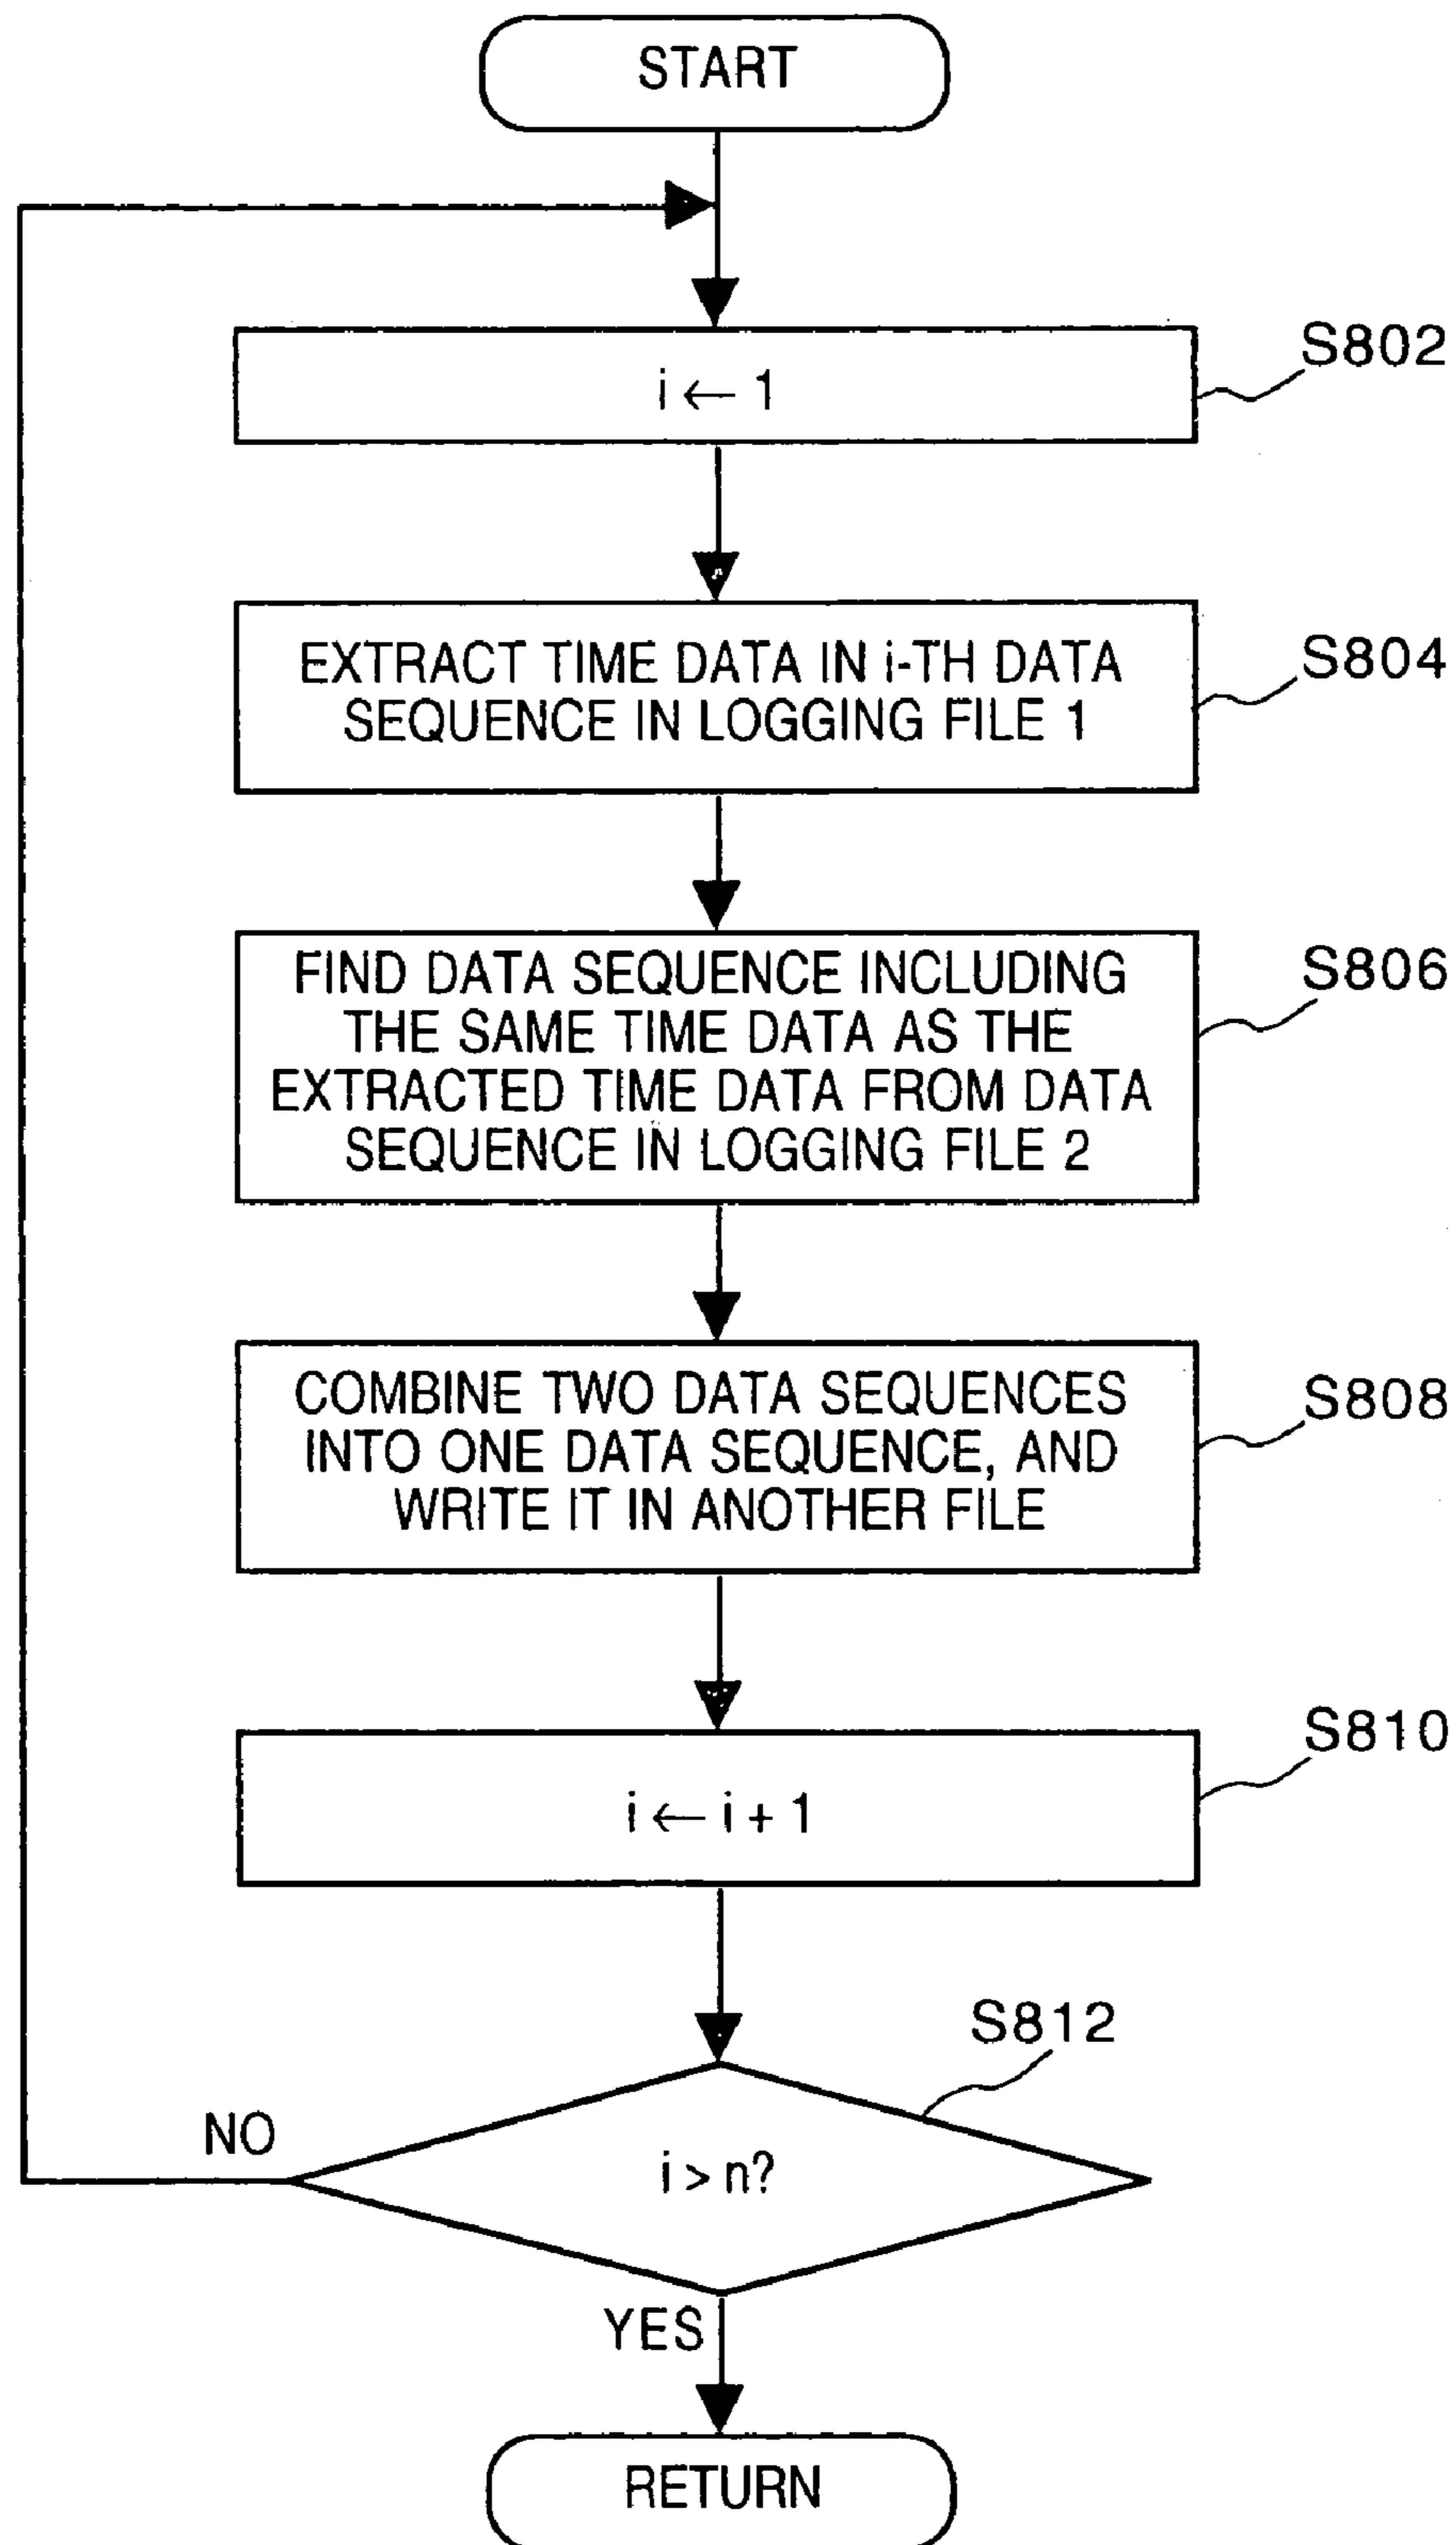 START
S802
i ← 1
S804
EXTRACT TIME DATA IN i-TH DATA
SEQUENCE IN LOGGING FILE 1
S806
FIND DATA SEQUENCE INCLUDING
THE SAME TIME DATA AS THE
EXTRACTED TIME DATA FROM DATA
SEQUENCE IN LOGGING FILE 2
S808
COMBINE TWO DATA SEQUENCES
INTO ONE DATA SEQUENCE, AND
WRITE IT IN ANOTHER FILE
S810
i ← i + 1
S812
NO
i > n?
YES
RETURN